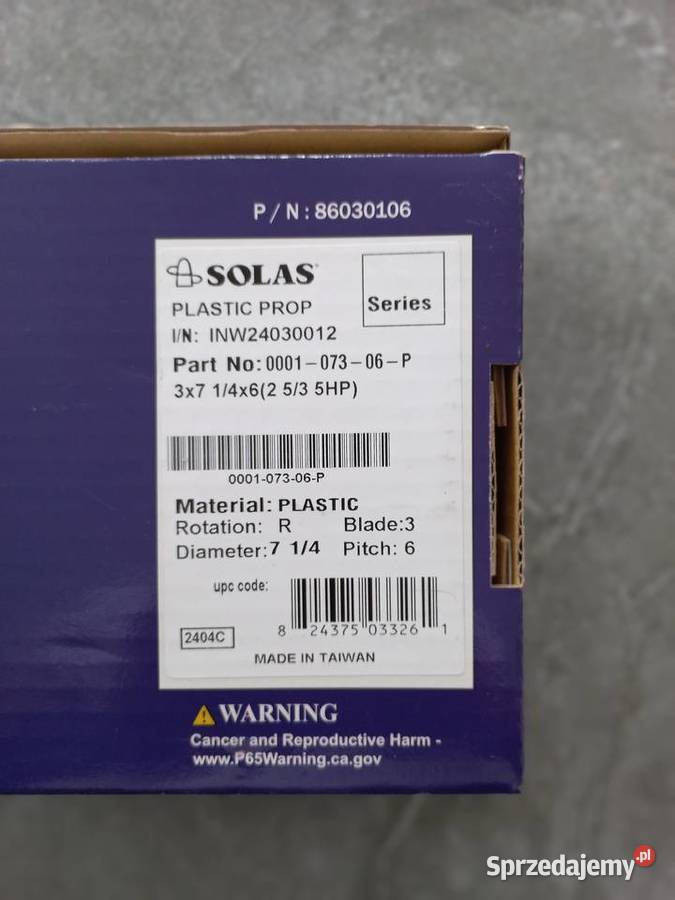 P/N:86030106
SOLAS
Series
PLASTIC PROP
I/N: INW24030012
Part No:0001-073-06-P
3x7 1/4x6(2 5/3 5HP)
0001-073-06-P
Material: PLASTIC
Rotation: R Blade:3
Diameter:7 1/4 Pitch: 6
upc code:
8 24375 03326 1
2404C
MADE IN TAIWAN
WARNING
Cancer and Reproductive Harm -
www.P65Warning.ca.gov
Sprzedajemy.pl